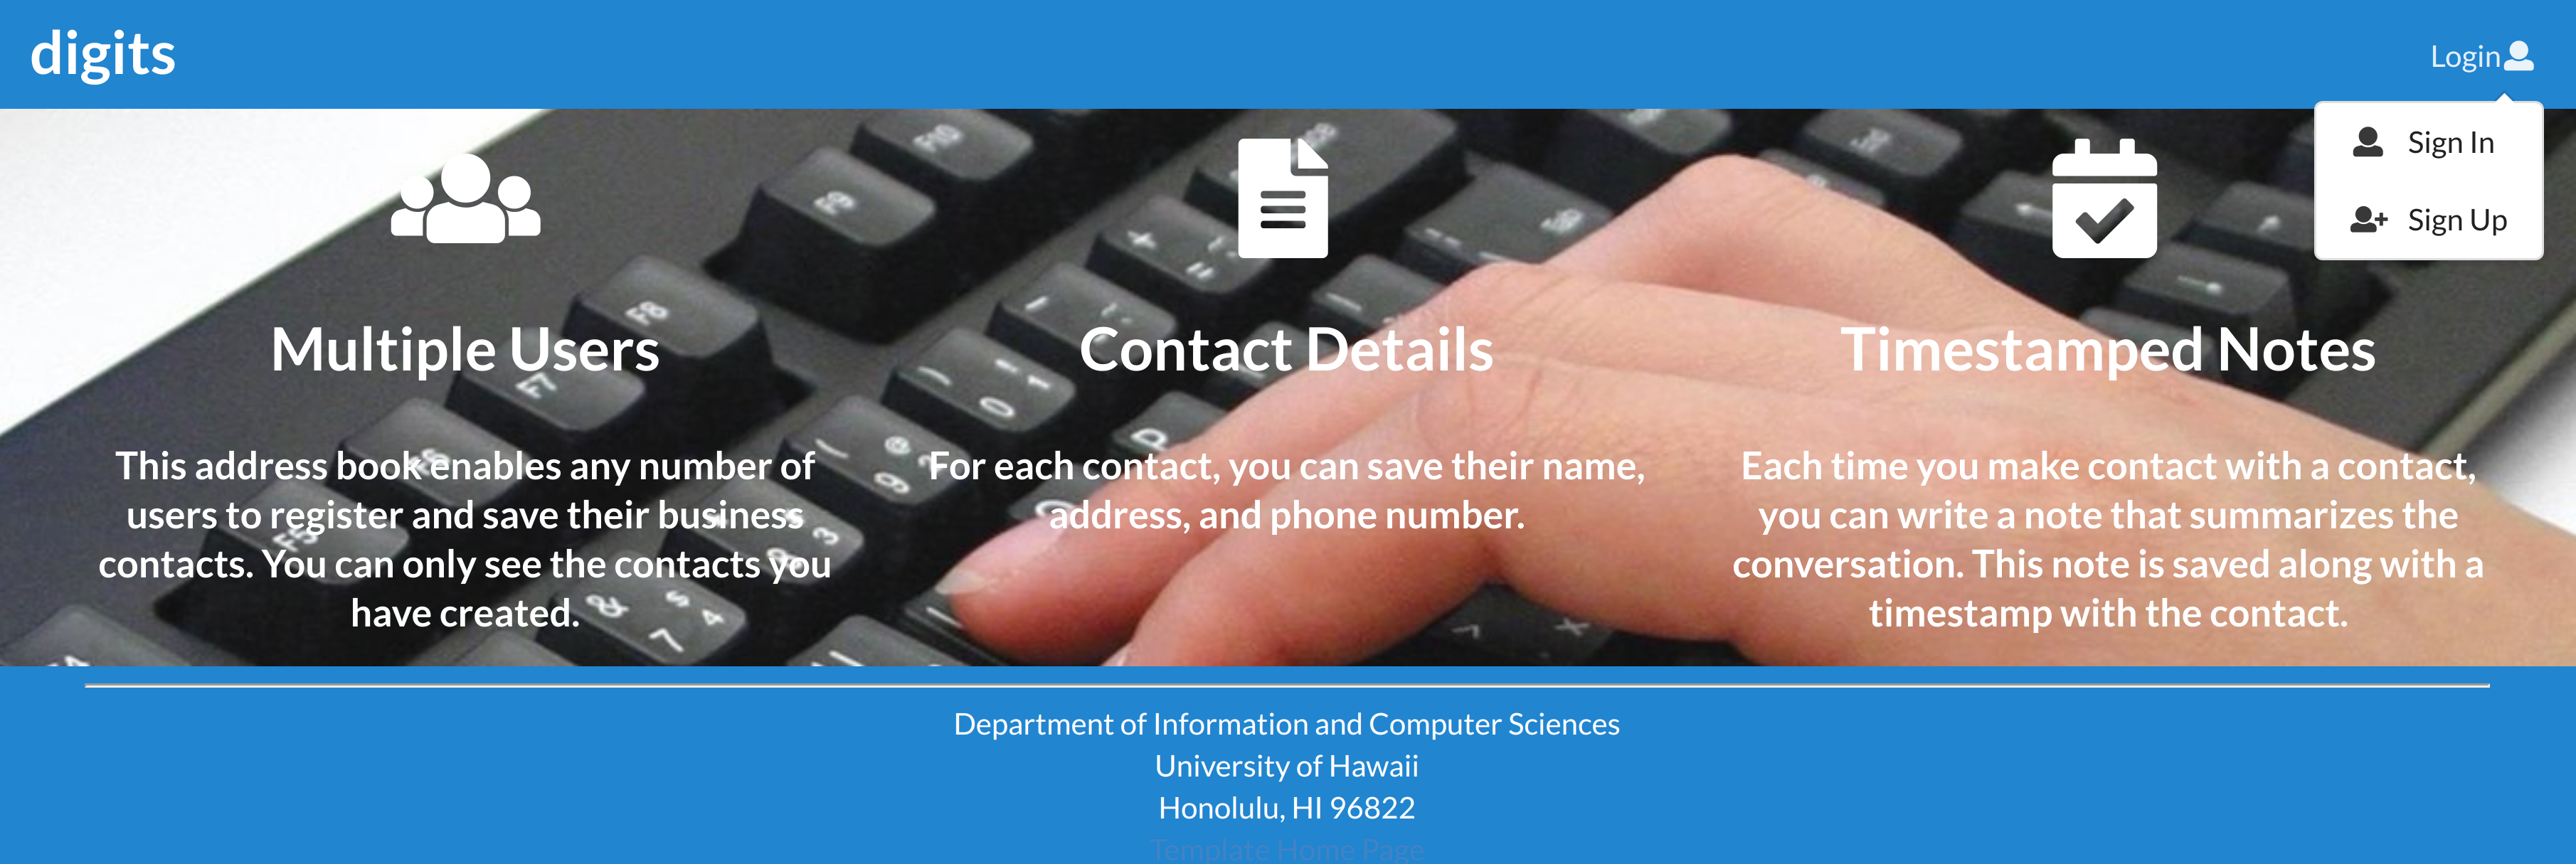 digits
Login
Sign In
Sign Up
Multiple Users
This address book enables any number of
users to register and save their business
contacts. You can only see the contacts you
have created.
Contact Details
For each contact, you can save their name,
address, and phone number.
Timestamped Notes
Each time you make contact with a contact,
you can write a note that summarizes the
conversation. This note is saved along with a
timestamp with the contact.
Department of Information and Computer Sciences
University of Hawaii
Honolulu, HI 96822
Template Home Page